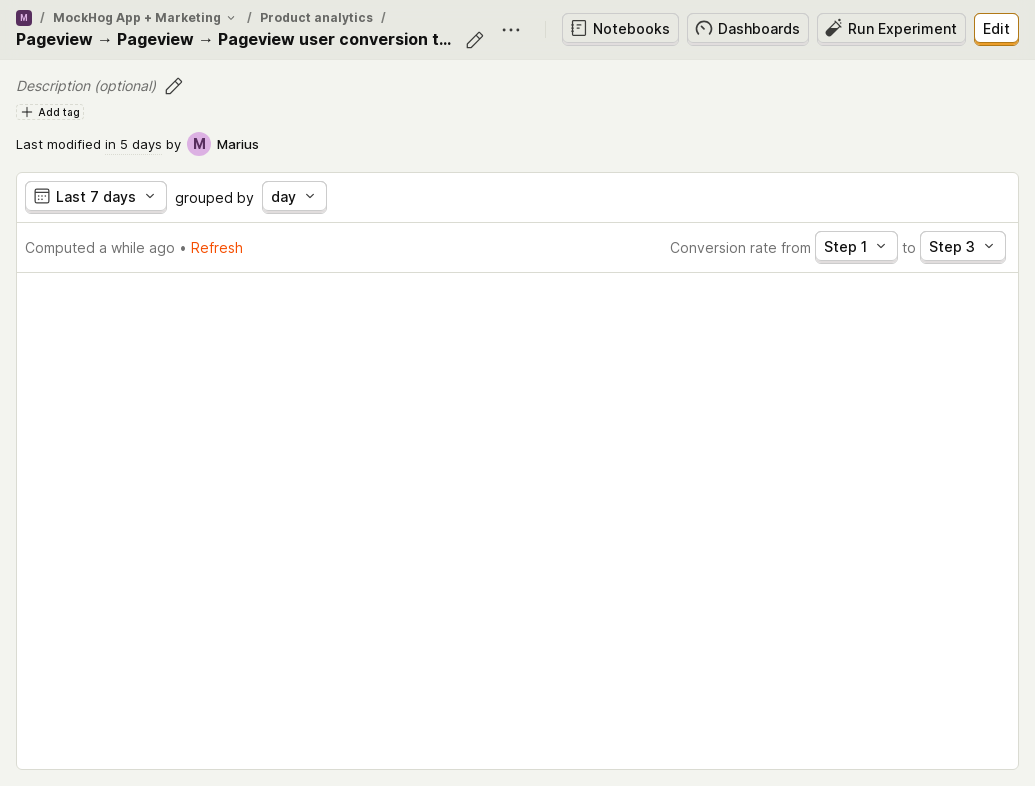 M / MockHog App + Marketing / Product analytics /
Pageview → Pageview → Pageview user conversion t...
Notebooks
Dashboards
Run Experiment
Edit
Description (optional)
Add tag
Last modified in 5 days by M Marius
Last 7 days grouped by day
Computed a while ago • Refresh
Conversion rate from Step 1 to Step 3